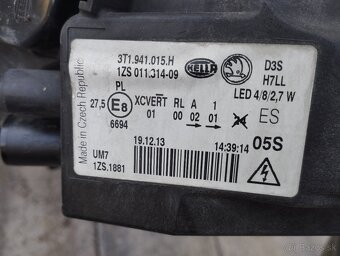 3T1.941.015.H
1ZS 011.314-09
HELLA
D3S
H7LL
LED 4/8/2,7 W
PL
27,5 E8 XCVERT RL A 1
01 00 02 01 ES
6694
19.12.13 14:39:14 05S
UM7
1ZS.1881
Made in Czech Republic
bazos.sk